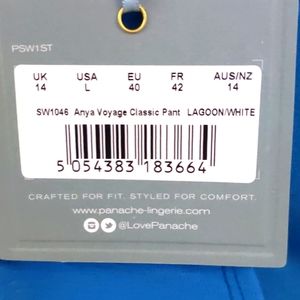 PSW1ST
UK USA EU FR AUS/NZ
14 L 40 42 14
SW1046 Anya Voyage Classic Pant LAGOON/WHITE
5 054383 183664
CRAFTED FOR FIT. STYLED FOR COMFORT.
www.panache-lingerie.com
@LovePanache